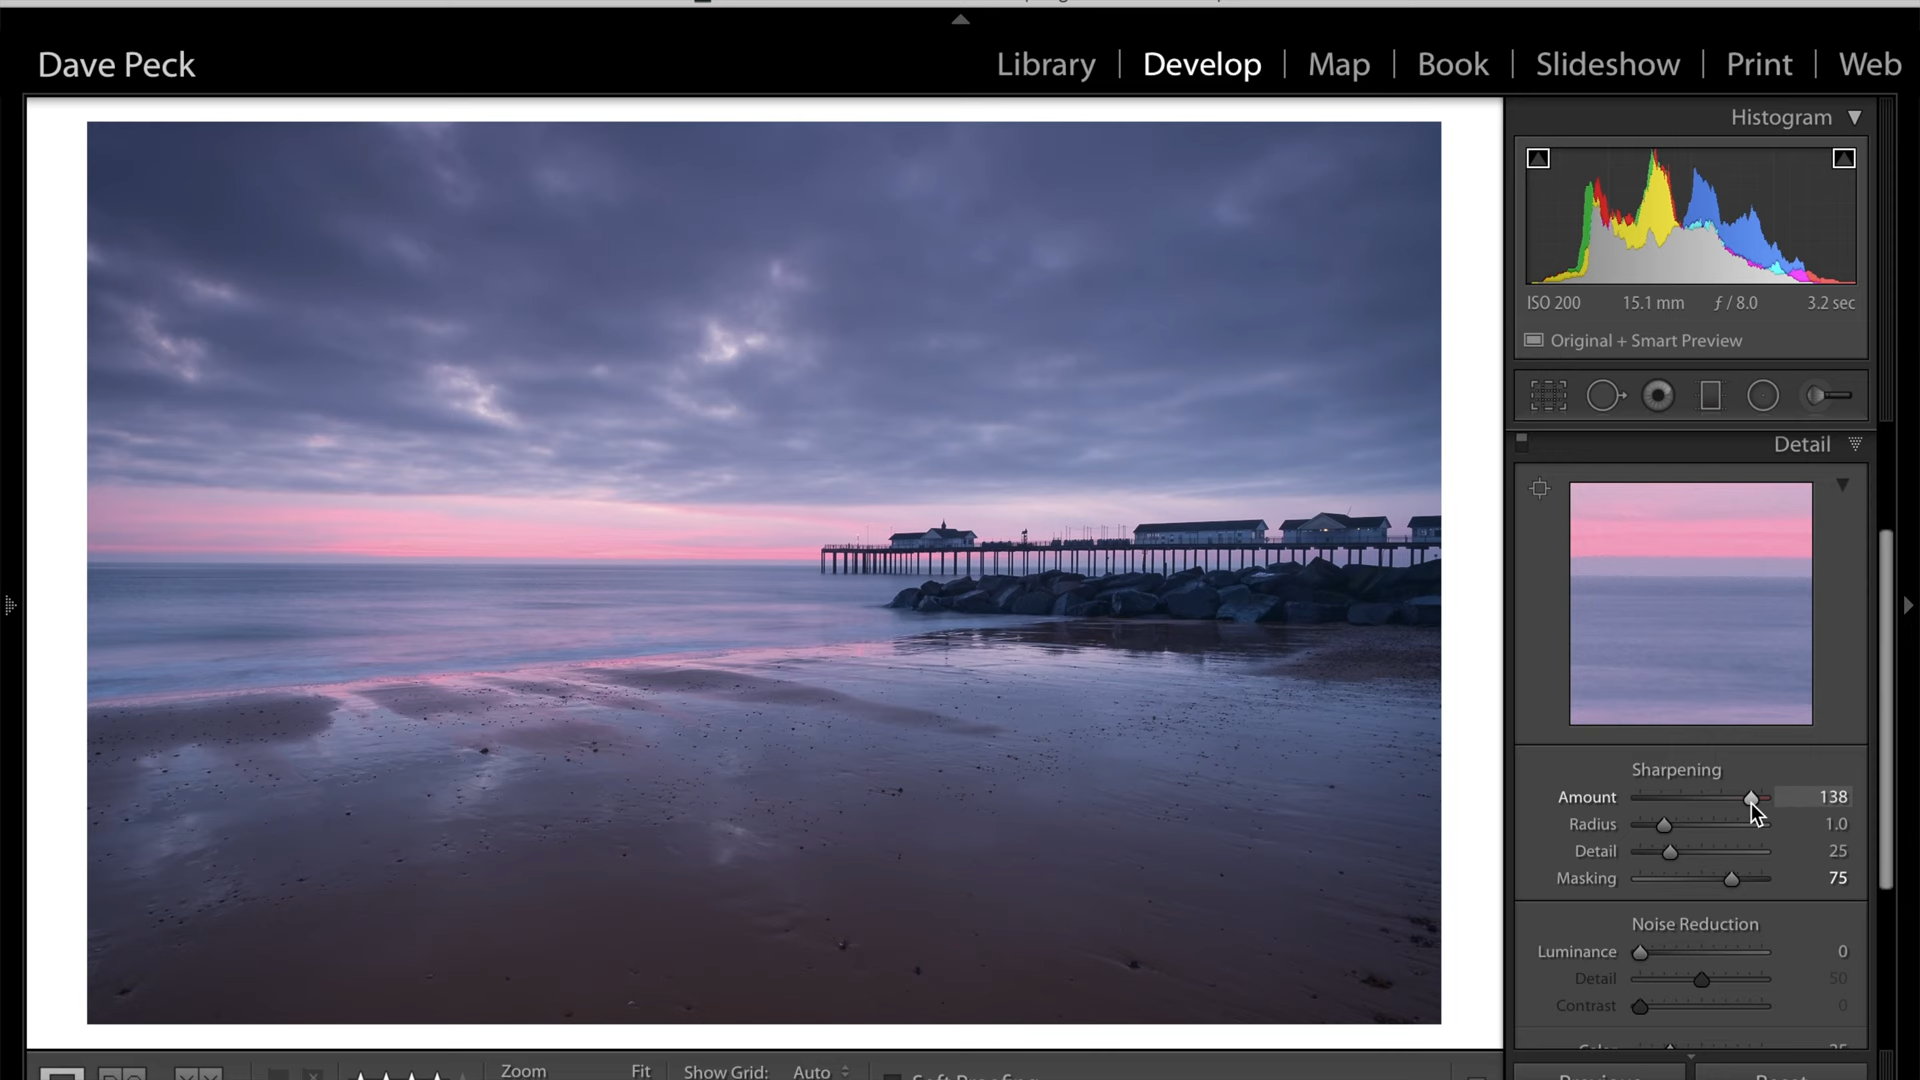 Dave Peck
Library | Develop | Map | Book | Slideshow | Print | Web
Histogram
ISO 200 15.1 mm ƒ / 8.0 3.2 sec
Original + Smart Preview
Detail
Sharpening
Amount 138
Radius 1.0
Detail 25
Masking 75
Noise Reduction
Luminance 0
Detail 50
Contrast 0
Zoom Fit Show Grid: Auto